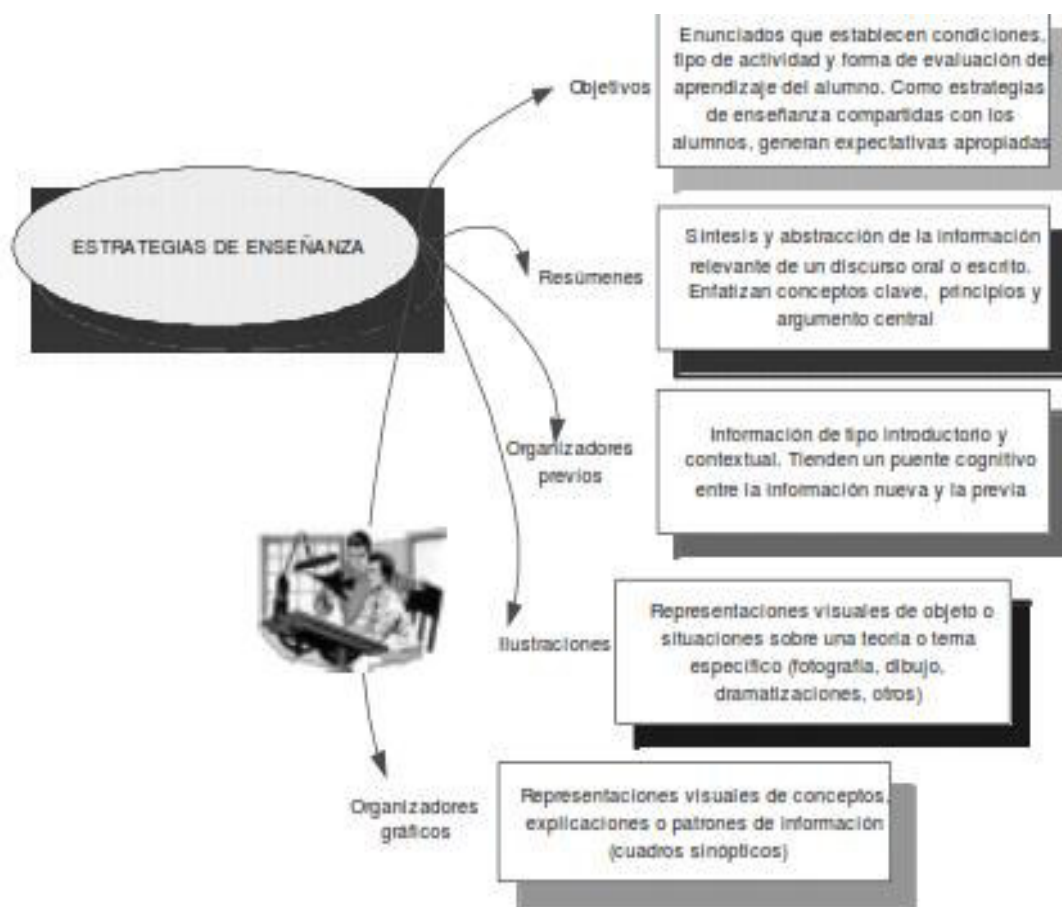 ESTRATEGIAS DE ENSEÑANZA
Objetivos
Enunciados que establecen condiciones,
tipo de actividad y forma de evaluación del
aprendizaje del alumno. Como estrategias
de enseñanza compartidas con los
alumnos, generan expectativas apropiadas
Resúmenes
Síntesis y abstracción de la información
relevante de un discurso oral o escrito.
Enfatizan conceptos clave, principios y
argumento central
Organizadores
previos
Información de tipo introductorio y
contextual. Tienden un puente cognitivo
entre la información nueva y la previa
Ilustraciones
Representaciones visuales de objeto o
situaciones sobre una teoría o tema
específico (fotografía, dibujo,
dramatizaciones, otros)
Organizadores
gráficos
Representaciones visuales de conceptos,
explicaciones o patrones de información
(cuadros sinópticos)